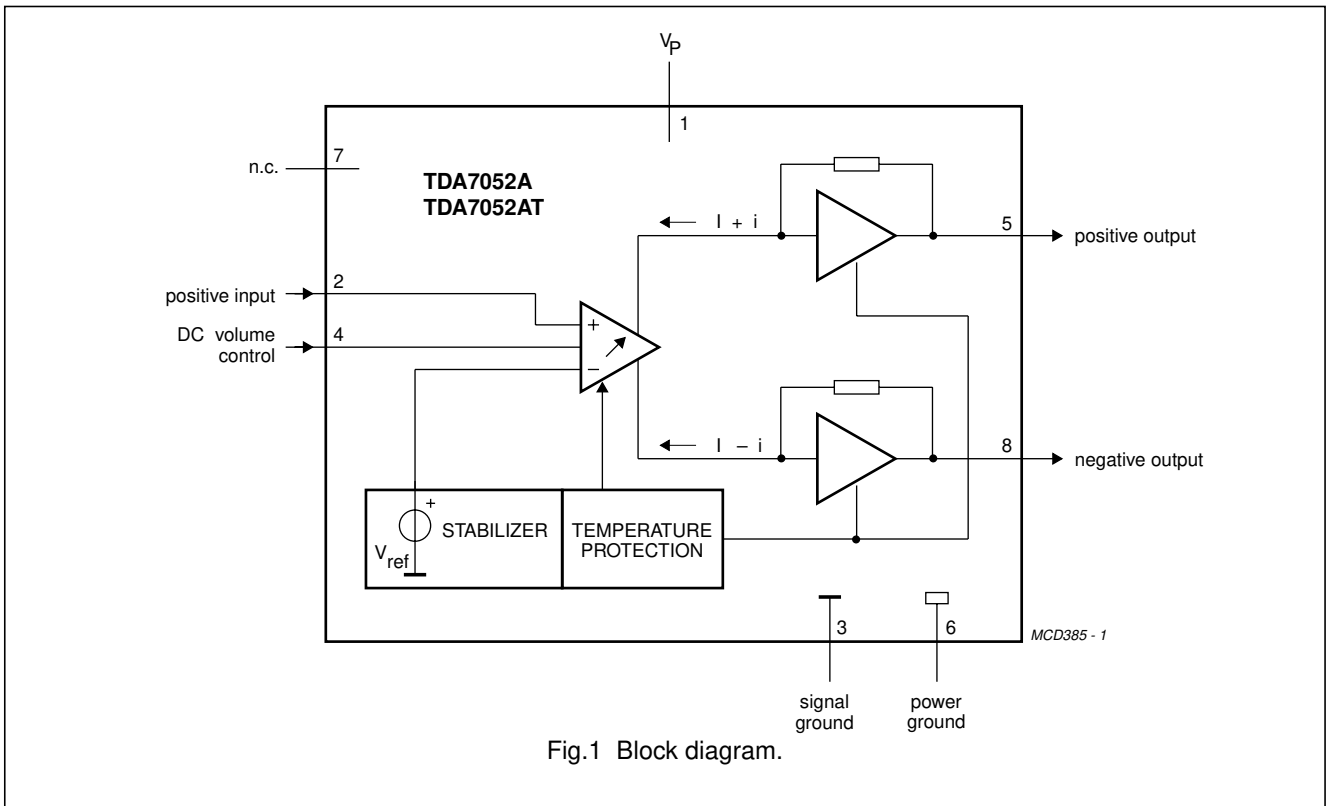 VP
1
7
n.c.
TDA7052A
TDA7052AT
I + i
5
positive output
2
positive input
+
4
DC volume
control
−
I − i
8
negative output
+
STABILIZER
Vref
TEMPERATURE
PROTECTION
3
6
MCD385 - 1
signal
ground
power
ground
Fig.1 Block diagram.